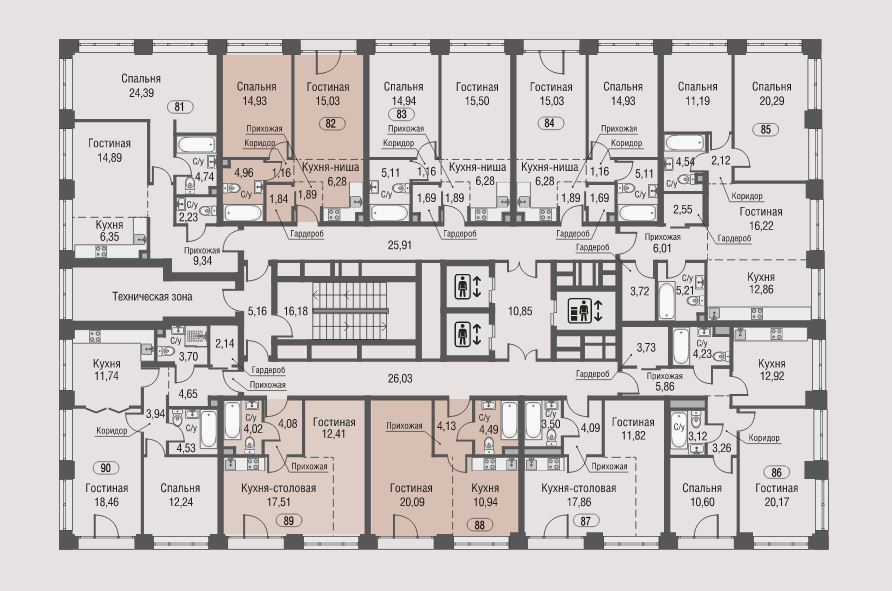 Спальня
24,39
81
Гостиная
14,89
С/у
4,74
2,23
Кухня
6,35
Прихожая
9,34
Спальня
14,93
Гостиная
15,03
82
Прихожая
Коридор
С/у
4,96
1,16
Кухня-ниша
6,28
1,84
1,89
Гардероб
Спальня
14,94
83
Гостиная
15,50
Прихожая
Коридор
С/у
5,11
1,16
Кухня-ниша
6,28
1,69
1,89
Гостиная
15,03
84
Спальня
14,93
Прихожая
Коридор
Кухня-ниша
6,28
1,16
С/у
5,11
1,89
1,69
Гардероб
Спальня
11,19
Спальня
20,29
85
С/у
4,54
2,12
Коридор
2,55
Гостиная
16,22
Прихожая
6,01
Гардероб
Гардероб
3,72
С/у
5,21
Кухня
12,86
25,91
Техническая зона
5,16
16,18
10,85
26,03
Кухня
11,74
С/у
3,70
2,14
Гардероб
Прихожая
4,65
3,94
Коридор
С/у
4,53
90
Гостиная
18,46
Спальня
12,24
С/у
4,02
4,08
Гостиная
12,41
Прихожая
Кухня-столовая
17,51
89
Прихожая
4,13
С/у
4,49
Гостиная
20,09
Кухня
10,94
88
С/у
3,50
4,09
Гостиная
11,82
Прихожая
Кухня-столовая
17,86
87
3,73
Гардероб
С/у
4,23
Прихожая
5,86
Кухня
12,92
С/у
3,12
3,26
Коридор
Спальня
10,60
86
Гостиная
20,17